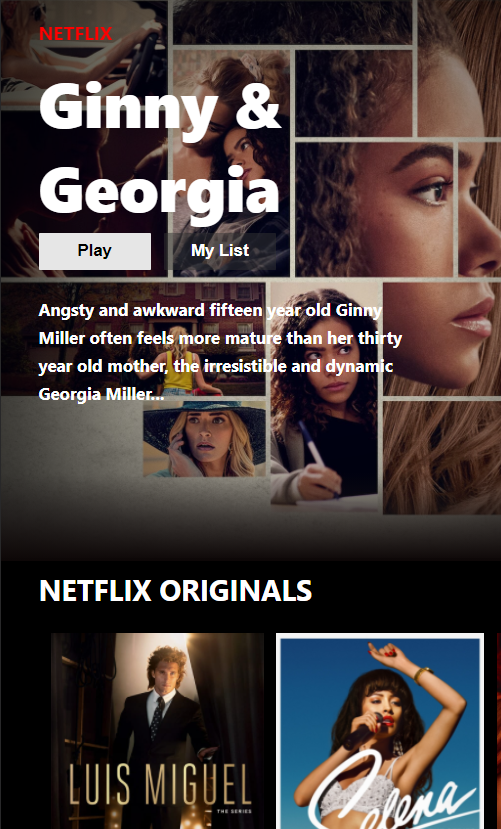 NETFLIX
Ginny &
Georgia
Play
My List
Angsty and awkward fifteen year old Ginny
Miller often feels more mature than her thirty
year old mother, the irresistible and dynamic
Georgia Miller...
NETFLIX ORIGINALS
LUIS MIGUEL
THE SERIES
Selena